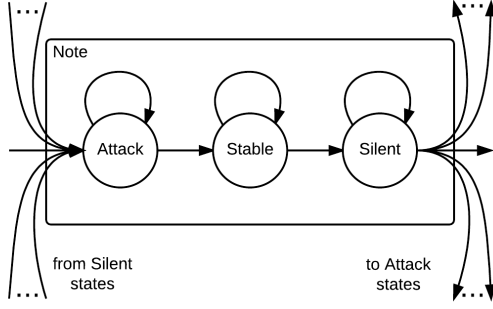 ... ...
Note
Attack Stable Silent
from Silent
states
to Attack
states
... ...